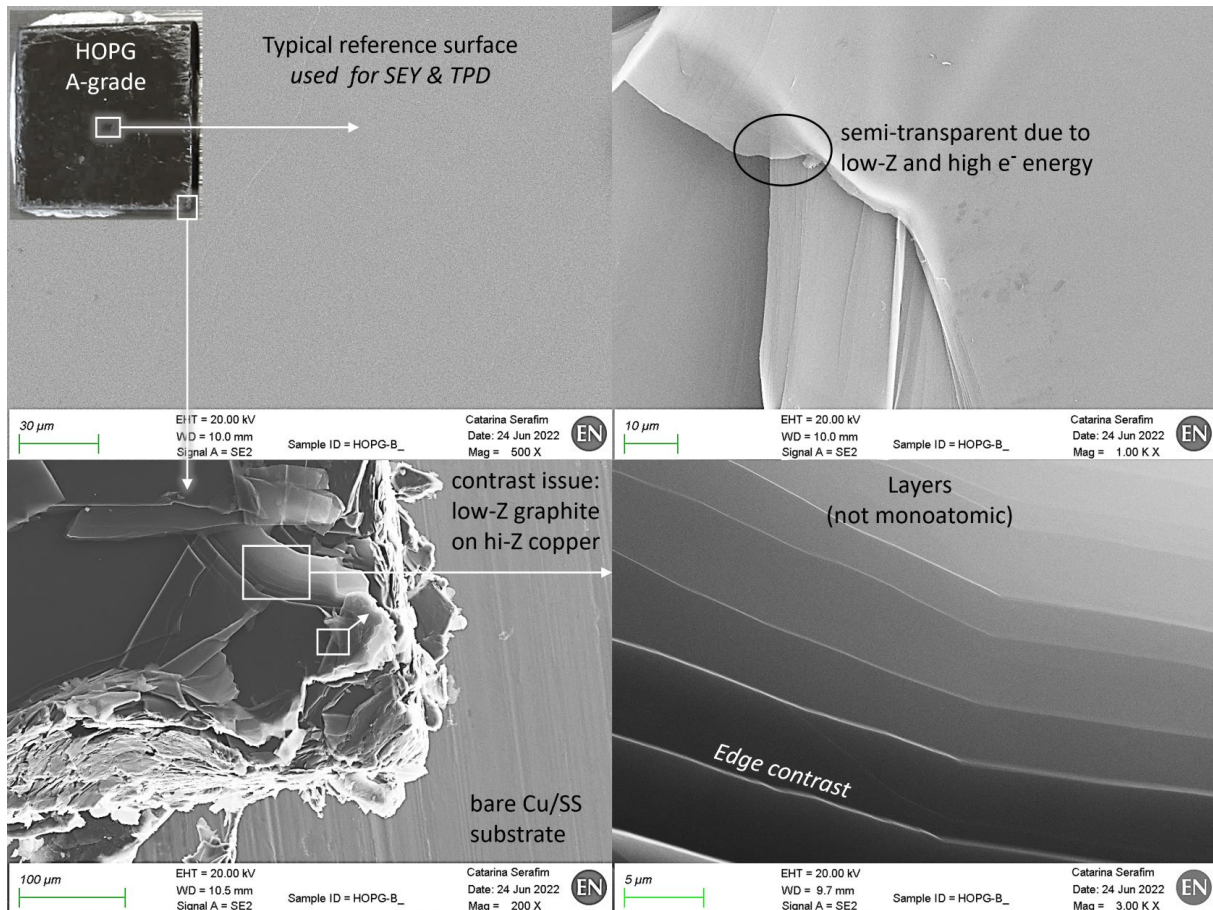 HOPG
A-grade
Typical reference surface
used for SEY & TPD
30 µm
EHT = 20.00 kV
WD = 10.0 mm
Signal A = SE2
Sample ID = HOPG-B_
Catarina Serafim
Date: 24 Jun 2022
Mag = 500 X
EN
semi-transparent due to
low-Z and high e⁻ energy
10 µm
EHT = 20.00 kV
WD = 10.0 mm
Signal A = SE2
Sample ID = HOPG-B_
Catarina Serafim
Date: 24 Jun 2022
Mag = 1.00 K X
EN
contrast issue:
low-Z graphite
on hi-Z copper
bare Cu/SS
substrate
100 µm
EHT = 20.00 kV
WD = 10.5 mm
Signal A = SE2
Sample ID = HOPG-B_
Catarina Serafim
Date: 24 Jun 2022
Mag = 200 X
EN
Layers
(not monoatomic)
Edge contrast
5 µm
EHT = 20.00 kV
WD = 9.7 mm
Signal A = SE2
Sample ID = HOPG-B_
Catarina Serafim
Date: 24 Jun 2022
Mag = 3.00 K X
EN